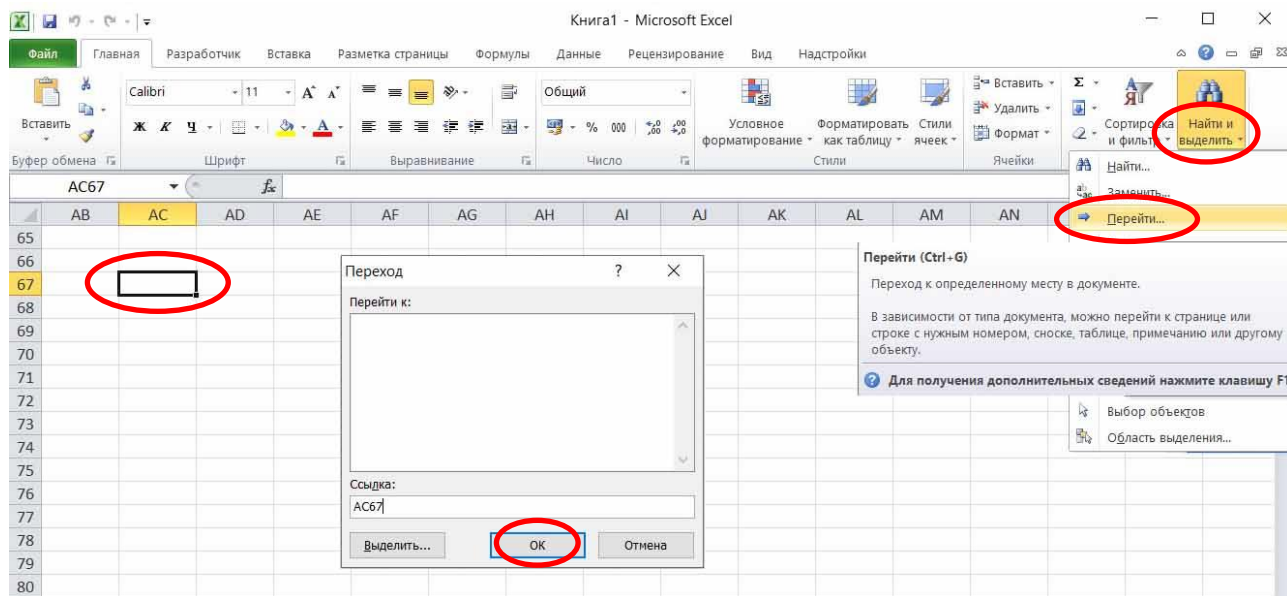 Книга1 - Microsoft Excel
Файл Главная Разработчик Вставка Разметка страницы Формулы Данные Рецензирование Вид Надстройки
Вставить
Буфер обмена
Calibri 11
Ж К Ч
Шрифт
Выравнивание
Общий
% 000 ,00 ,0
Число
Условное форматирование
Форматировать как таблицу
Стили ячеек
Стили
Вставить
Удалить
Формат
Ячейки
Σ
Сортировка и фильтр
Найти и выделить
AC67 fx
AB AC AD AE AF AG AH AI AJ AK AL AM AN
Найти...
Заменить...
Перейти...
Перейти (Ctrl+G)
Переход к определенному месту в документе.
В зависимости от типа документа, можно перейти к странице или
строке с нужным номером, сноске, таблице, примечанию или другому
объекту.
Для получения дополнительных сведений нажмите клавишу F1
Выбор объектов
Область выделения...
65
66
67
68
69
70
71
72
73
74
75
76
77
78
79
80
Переход ?
Перейти к:
Ссылка:
AC67
Выделить... ОК Отмена